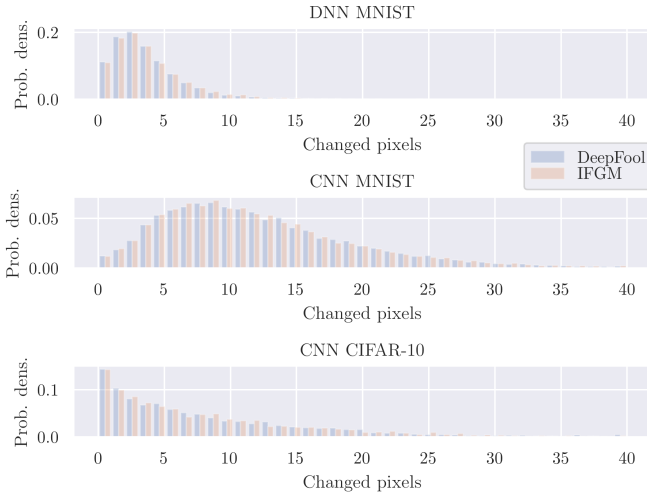 DNN MNIST
Prob. dens.
0.2
0.0
0 5 10 15 20 25 30 35 40
Changed pixels
DeepFool
IFGM
CNN MNIST
Prob. dens.
0.05
0.00
0 5 10 15 20 25 30 35 40
Changed pixels
CNN CIFAR-10
Prob. dens.
0.1
0.0
0 5 10 15 20 25 30 35 40
Changed pixels